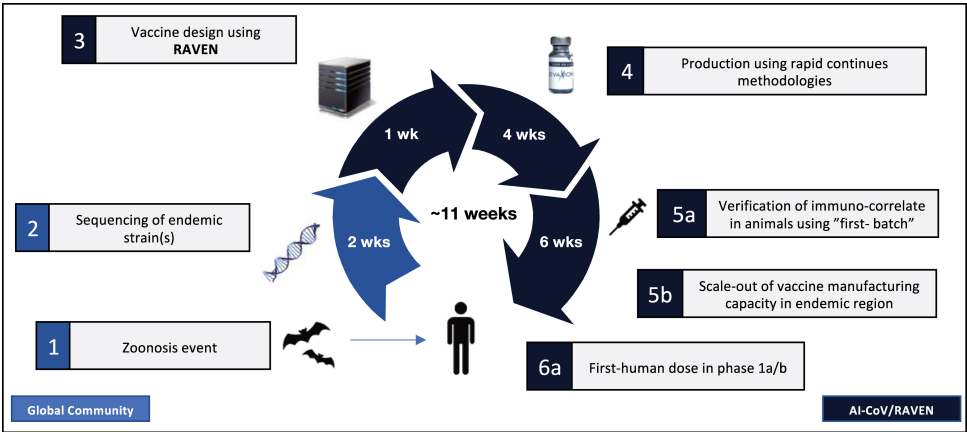 3
Vaccine design using
RAVEN
4
Production using rapid continues
methodologies
1 wk
4 wks
2
Sequencing of endemic
strain(s)
2 wks
~11 weeks
6 wks
5a
Verification of immuno-correlate
in animals using ”first- batch”
5b
Scale-out of vaccine manufacturing
capacity in endemic region
1
Zoonosis event
6a
First-human dose in phase 1a/b
Global Community
AI-CoV/RAVEN